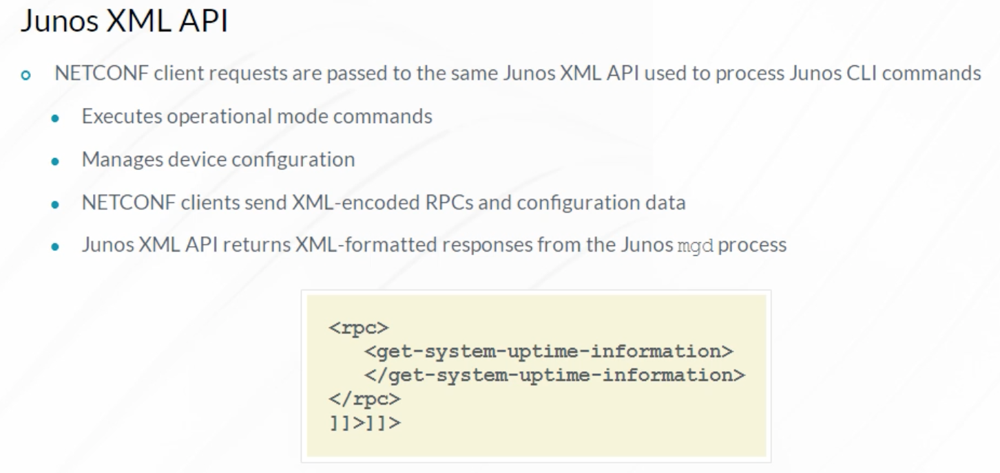 Junos XML API
NETCONF client requests are passed to the same Junos XML API used to process Junos CLI commands
Executes operational mode commands
Manages device configuration
NETCONF clients send XML-encoded RPCs and configuration data
Junos XML API returns XML-formatted responses from the Junos mgd process
<rpc>
<get-system-uptime-information>
</get-system-uptime-information>
</rpc>
]]>]]>